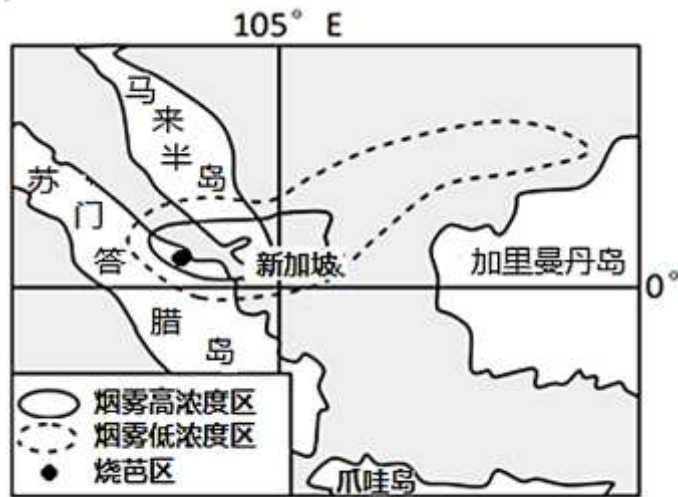 105° E
马来半岛
苏门答腊岛
新加坡
加里曼丹岛
0°
烟雾高浓度区
烟雾低浓度区
烧芭区
爪哇岛